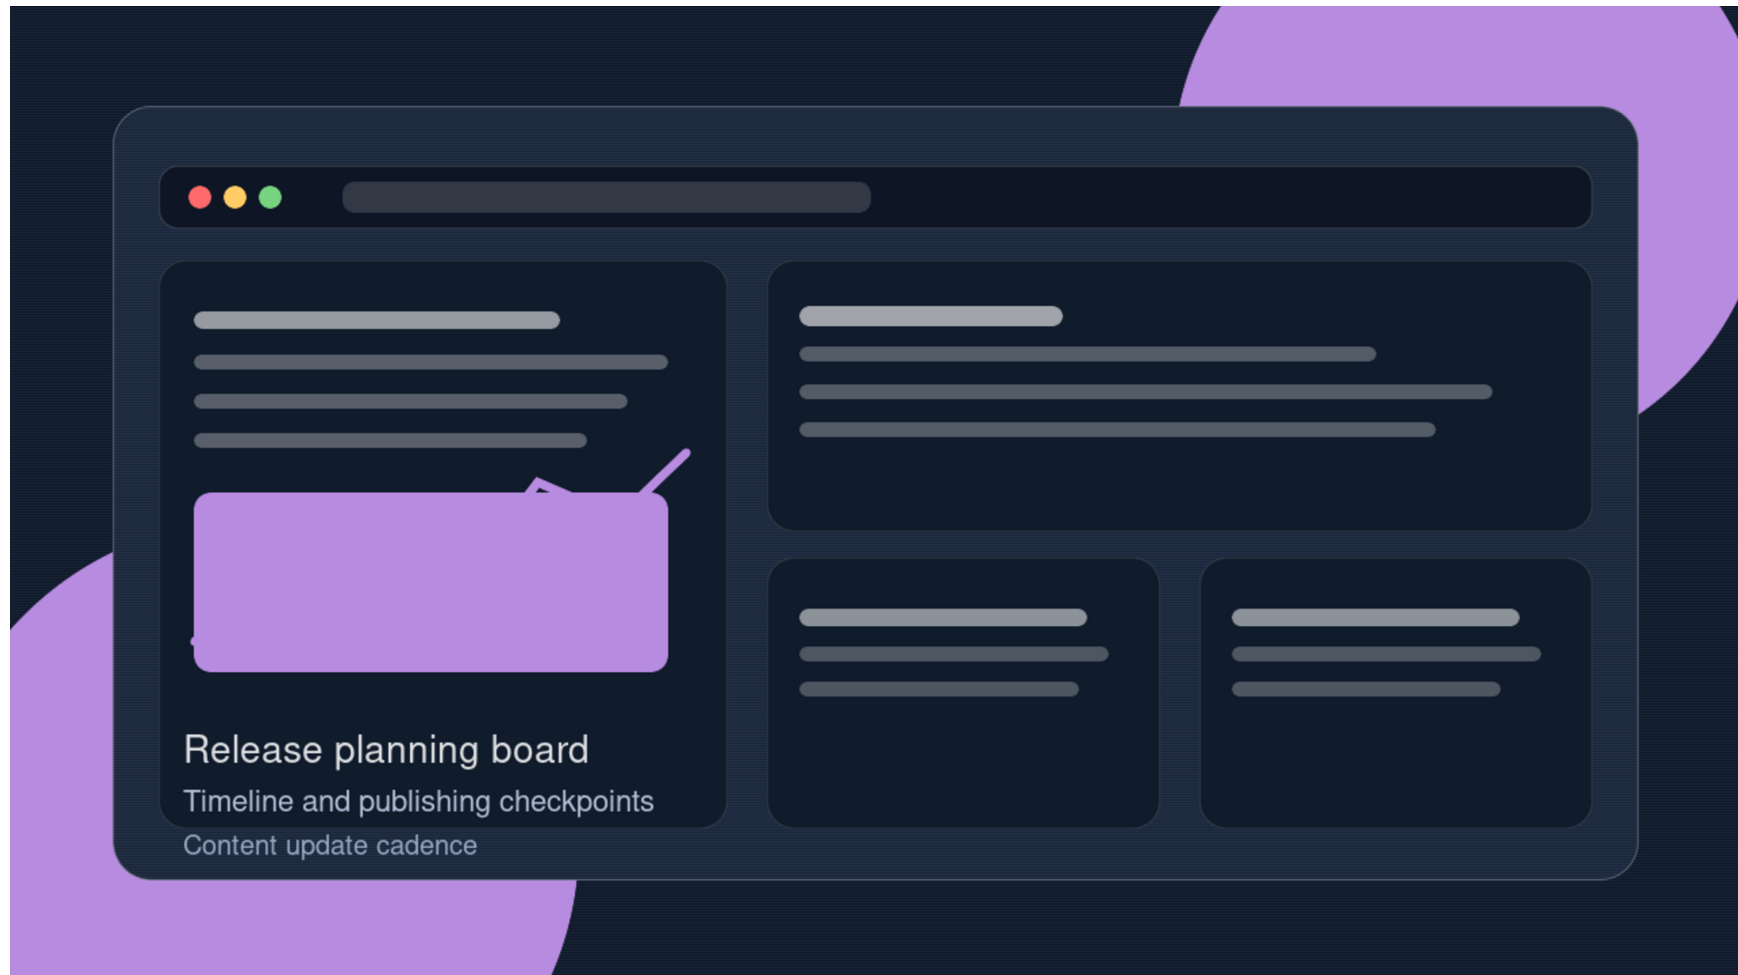 Release planning board
Timeline and publishing checkpoints
Content update cadence